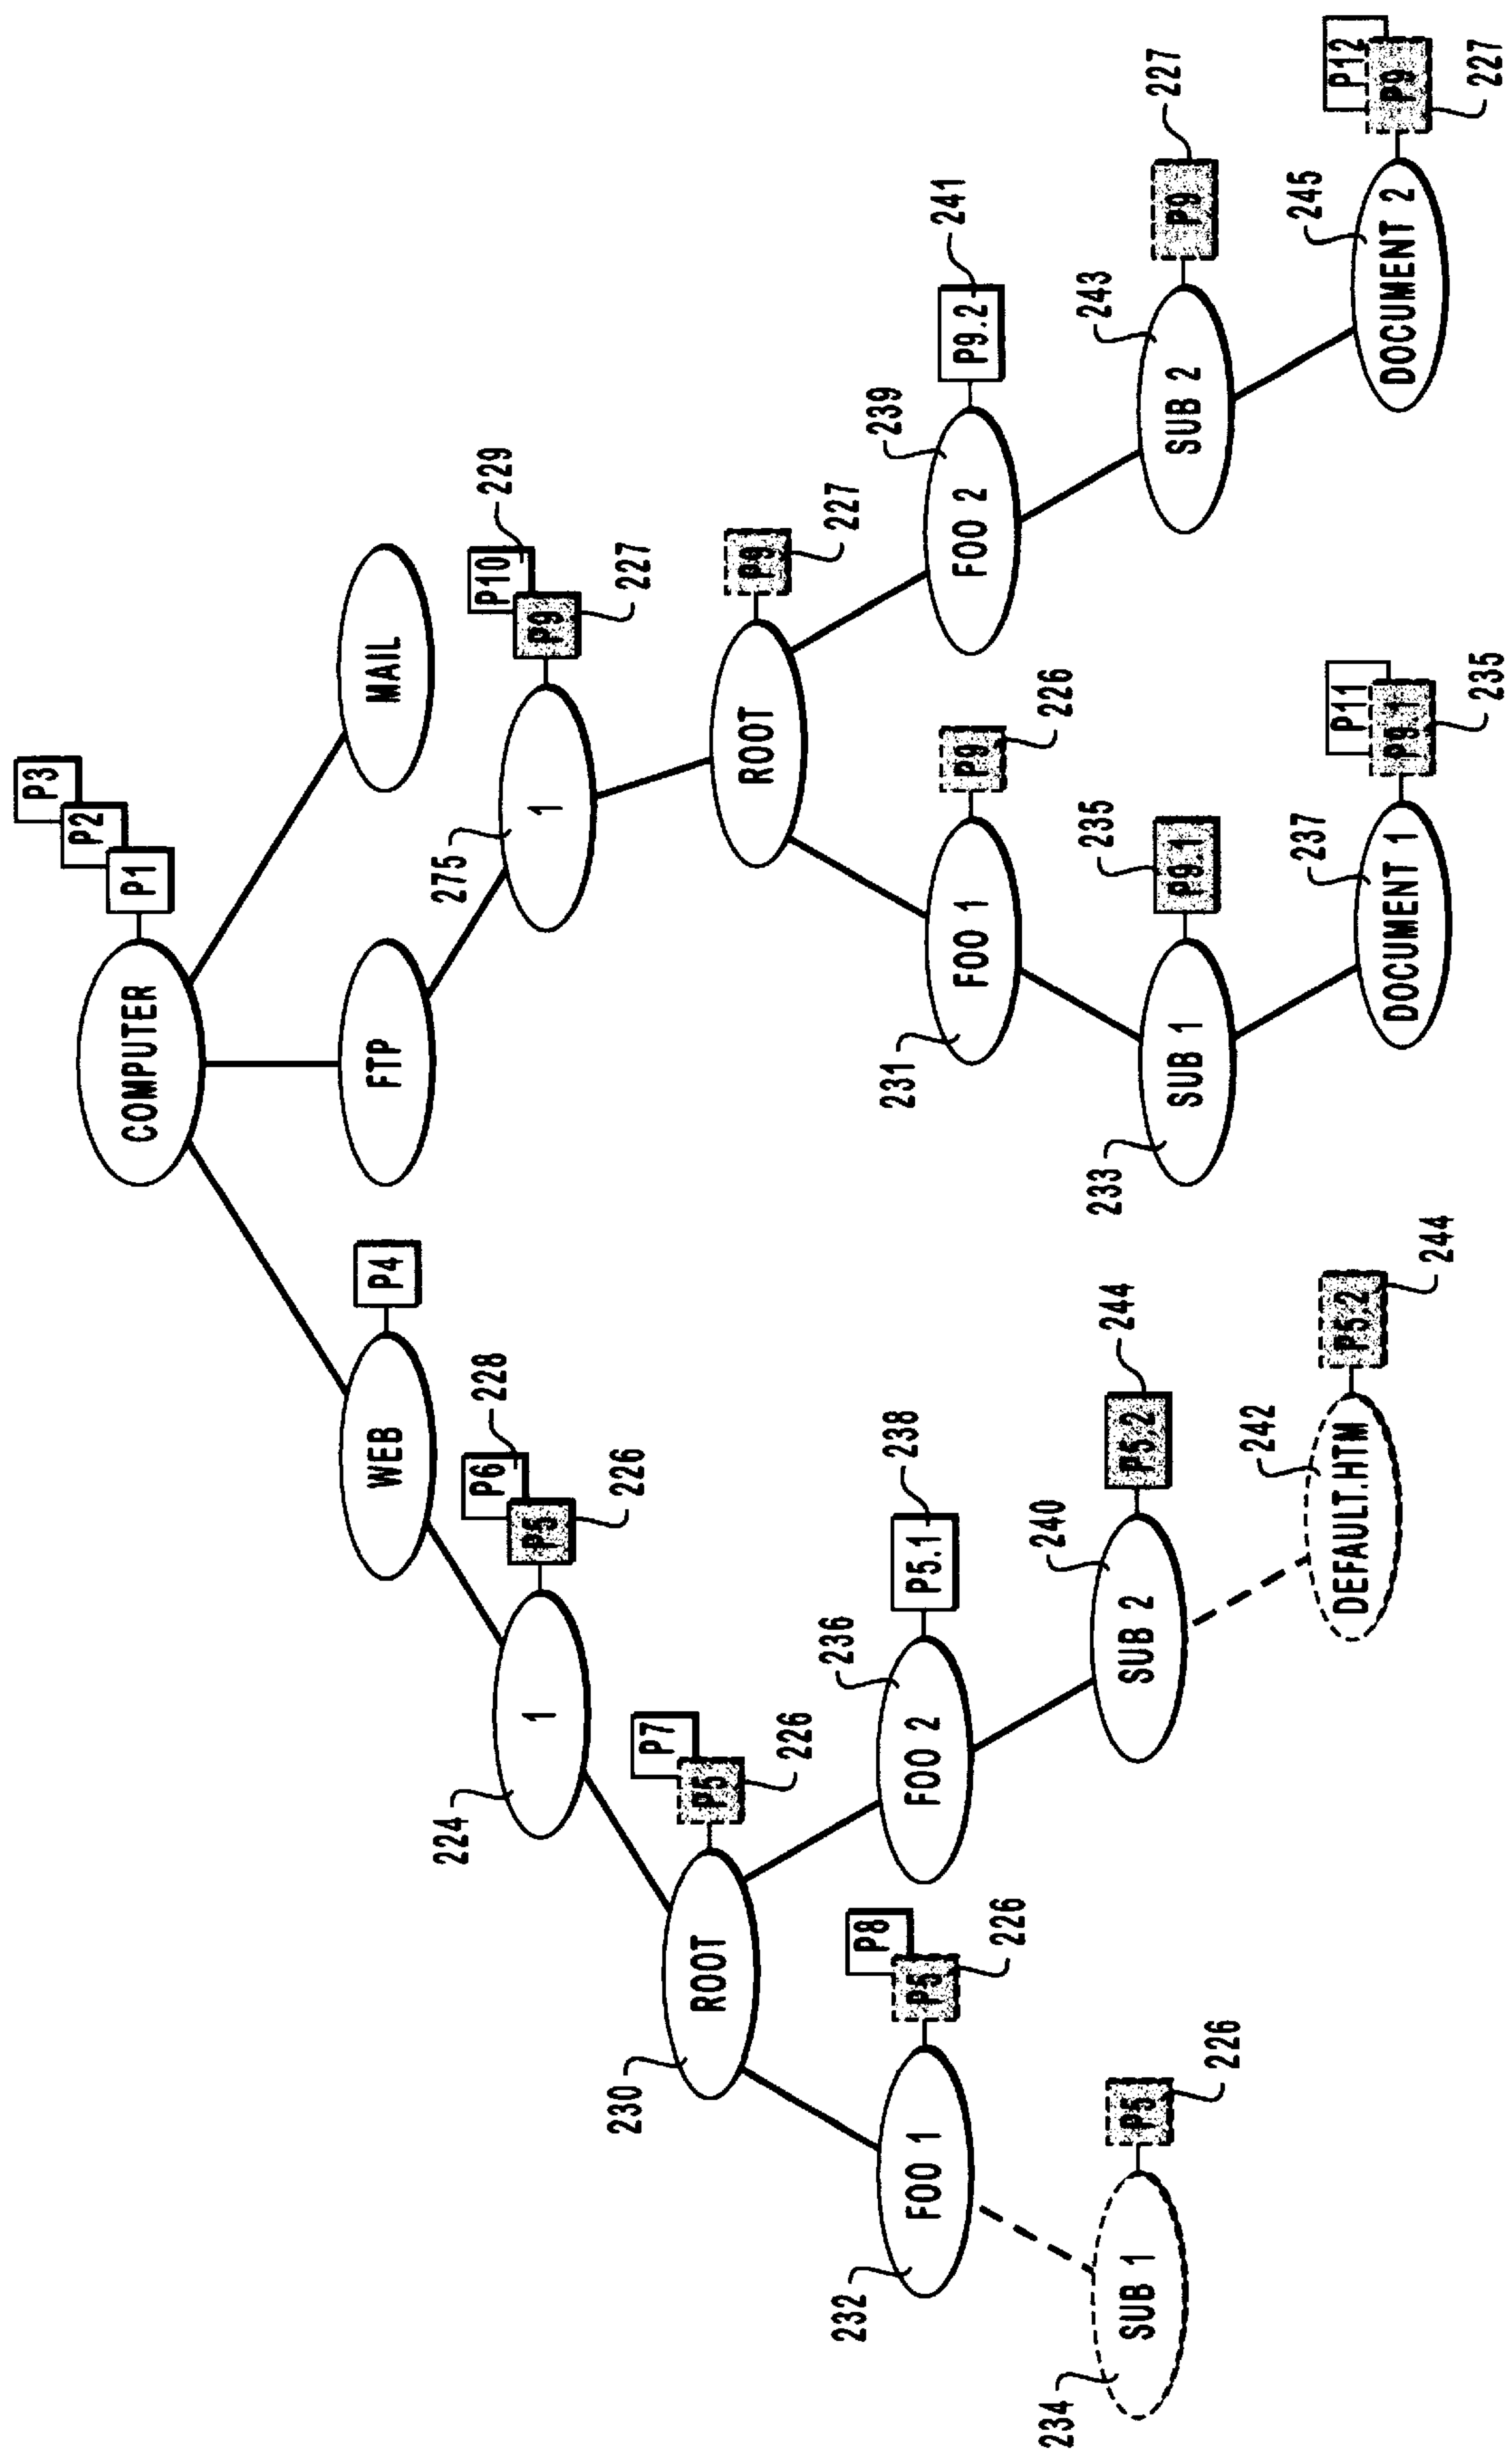 COMPUTER
P1
P2
P3
WEB
P4
FTP
MAIL
224
1
P5
P6
228
226
275
1
P9
P10
229
227
230
ROOT
P5
P7
226
ROOT
P9
227
232
FOO 1
P5
P8
226
236
FOO 2
P5.1
238
231
FOO 1
P9
226
239
FOO 2
P9.2
241
234
SUB 1
P5
226
240
SUB 2
P5.2
244
233
SUB 1
P9.1
235
243
SUB 2
P9
227
242
DEFAULT.HTM
P5.2
244
237
DOCUMENT 1
P9.1
P11
235
245
DOCUMENT 2
P9
P12
227